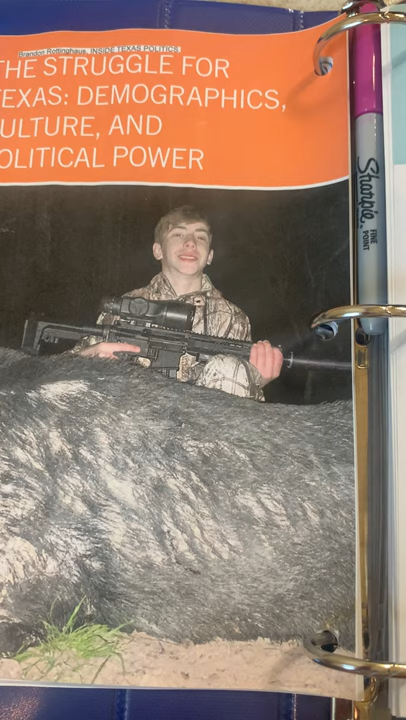 Brandon Rottinghaus, INSIDE TEXAS POLITICS
THE STRUGGLE FOR
TEXAS: DEMOGRAPHICS,
ULTURE, AND
OLITICAL POWER
Sharpie
FINE POINT